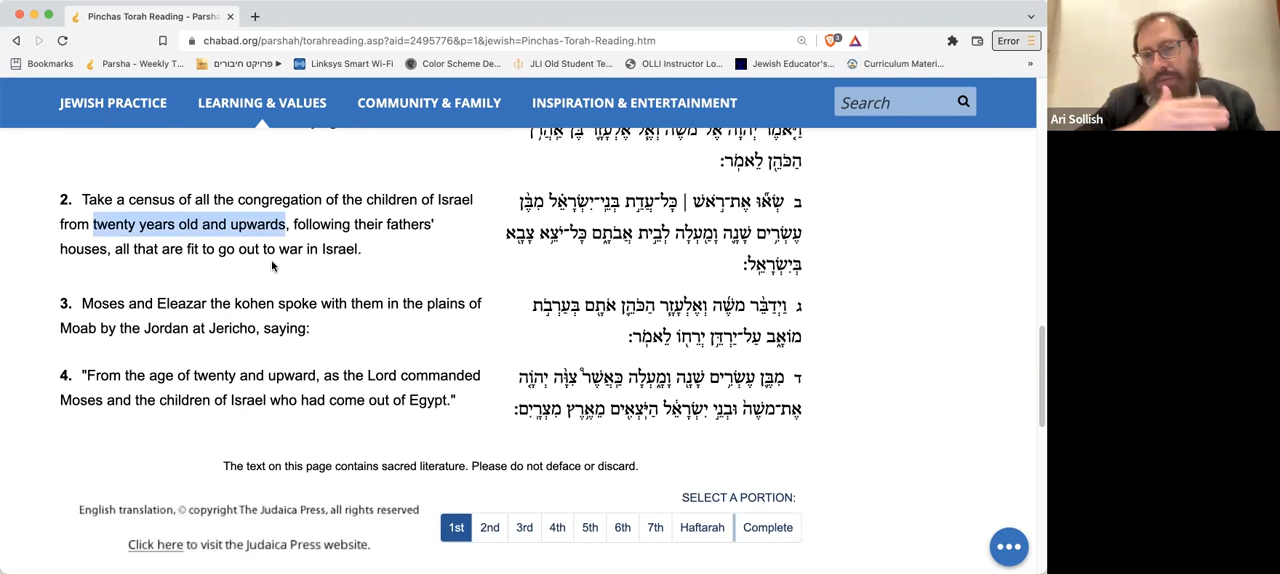 Pinchas Torah Reading - Parsha
chabad.org/parshah/torahreading.asp?aid=2495776&p=1&jewish=Pinchas-Torah-Reading.htm
Error
Bookmarks
Parsha - Weekly T...
פרוייקט חיבורים
Linksys Smart Wi-Fi
Color Scheme De...
JLI Old Student Te...
OLLI Instructor Lo...
Jewish Educator's...
Curriculum Materi...
JEWISH PRACTICE
LEARNING & VALUES
COMMUNITY & FAMILY
INSPIRATION & ENTERTAINMENT
Search
Ari Sollish
וַיֹּ֤אמֶר יְהֹוָה֙ אֶל־משֶׁ֔ה וְאֶ֧ל אֶלְעָזָ֛ר בֶּן־אַֽהֲרֹ֥ן
הַכֹּהֵ֖ן לֵאמֹֽר:
2. Take a census of all the congregation of the children of Israel
from twenty years old and upwards, following their fathers'
houses, all that are fit to go out to war in Israel.
ב שְׂא֞וּ אֶת־רֹ֣אשׁ | כָּל־עֲדַ֣ת בְּנֵֽי־יִשְׂרָאֵ֗ל מִבֶּ֨ן
עֶשְׂרִ֥ים שָׁנָ֛ה וָמַ֖עְלָה לְבֵ֣ית אֲבֹתָ֑ם כָּל־יֹצֵ֥א צָבָ֖א
בְּיִשְׂרָאֵֽל:
3. Moses and Eleazar the kohen spoke with them in the plains of
Moab by the Jordan at Jericho, saying:
ג וַיְדַבֵּ֨ר משֶׁ֜ה וְאֶלְעָזָ֧ר הַכֹּהֵ֛ן אֹתָ֖ם בְּעַרְבֹ֣ת
מוֹאָ֑ב עַל־יַרְדֵּ֥ן יְרֵח֖וֹ לֵאמֹֽר:
4. "From the age of twenty and upward, as the Lord commanded
Moses and the children of Israel who had come out of Egypt."
ד מִבֶּ֛ן עֶשְׂרִ֥ים שָׁנָ֖ה וָמָ֑עְלָה כַּֽאֲשֶׁר֩ צִוָּ֨ה יְהֹוָ֤ה
אֶת־משֶׁה֙ וּבְנֵ֣י יִשְׂרָאֵ֔ל הַיֹּֽצְאִ֖ים מֵאֶ֥רֶץ מִצְרָֽיִם:
The text on this page contains sacred literature. Please do not deface or discard.
SELECT A PORTION:
English translation, © copyright The Judaica Press, all rights reserved
1st 2nd 3rd 4th 5th 6th 7th Haftarah Complete
Click here to visit the Judaica Press website.